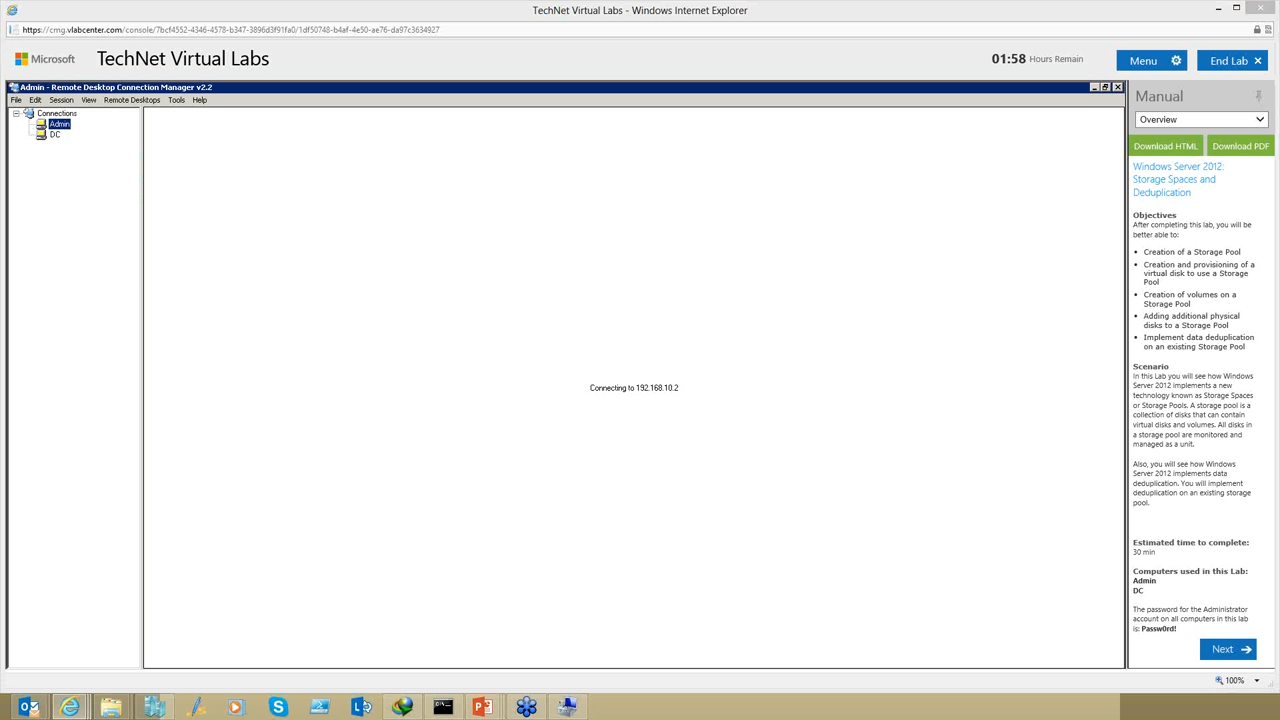 TechNet Virtual Labs - Windows Internet Explorer
https://cmg.vlabcenter.com/console/7bcf4552-4346-4578-b347-3896d3f91fa0/1df50748-b4af-4e50-ae76-da97c3634927
Microsoft
TechNet Virtual Labs
01:58 Hours Remain
Menu
End Lab
Admin - Remote Desktop Connection Manager v2.2
File Edit Session View Remote Desktops Tools Help
Connections
Admin
DC
Connecting to 192.168.10.2
Manual
Overview
Download HTML
Download PDF
Windows Server 2012:
Storage Spaces and
Deduplication
Objectives
After completing this lab, you will be
better able to:
Creation of a Storage Pool
Creation and provisioning of a
virtual disk to use a Storage
Pool
Creation of volumes on a
Storage Pool
Adding additional physical
disks to a Storage Pool
Implement data deduplication
on an existing Storage Pool
Scenario
In this Lab you will see how Windows
Server 2012 implements a new
technology known as Storage Spaces
or Storage Pools. A storage pool is a
collection of disks that can contain
virtual disks and volumes. All disks in
a storage pool are monitored and
managed as a unit.
Also, you will see how Windows
Server 2012 implements data
deduplication. You will implement
deduplication on an existing storage
pool.
Estimated time to complete:
30 min
Computers used in this Lab:
Admin
DC
The password for the Administrator
account on all computers in this lab
is: Passw0rd!
Next
100%